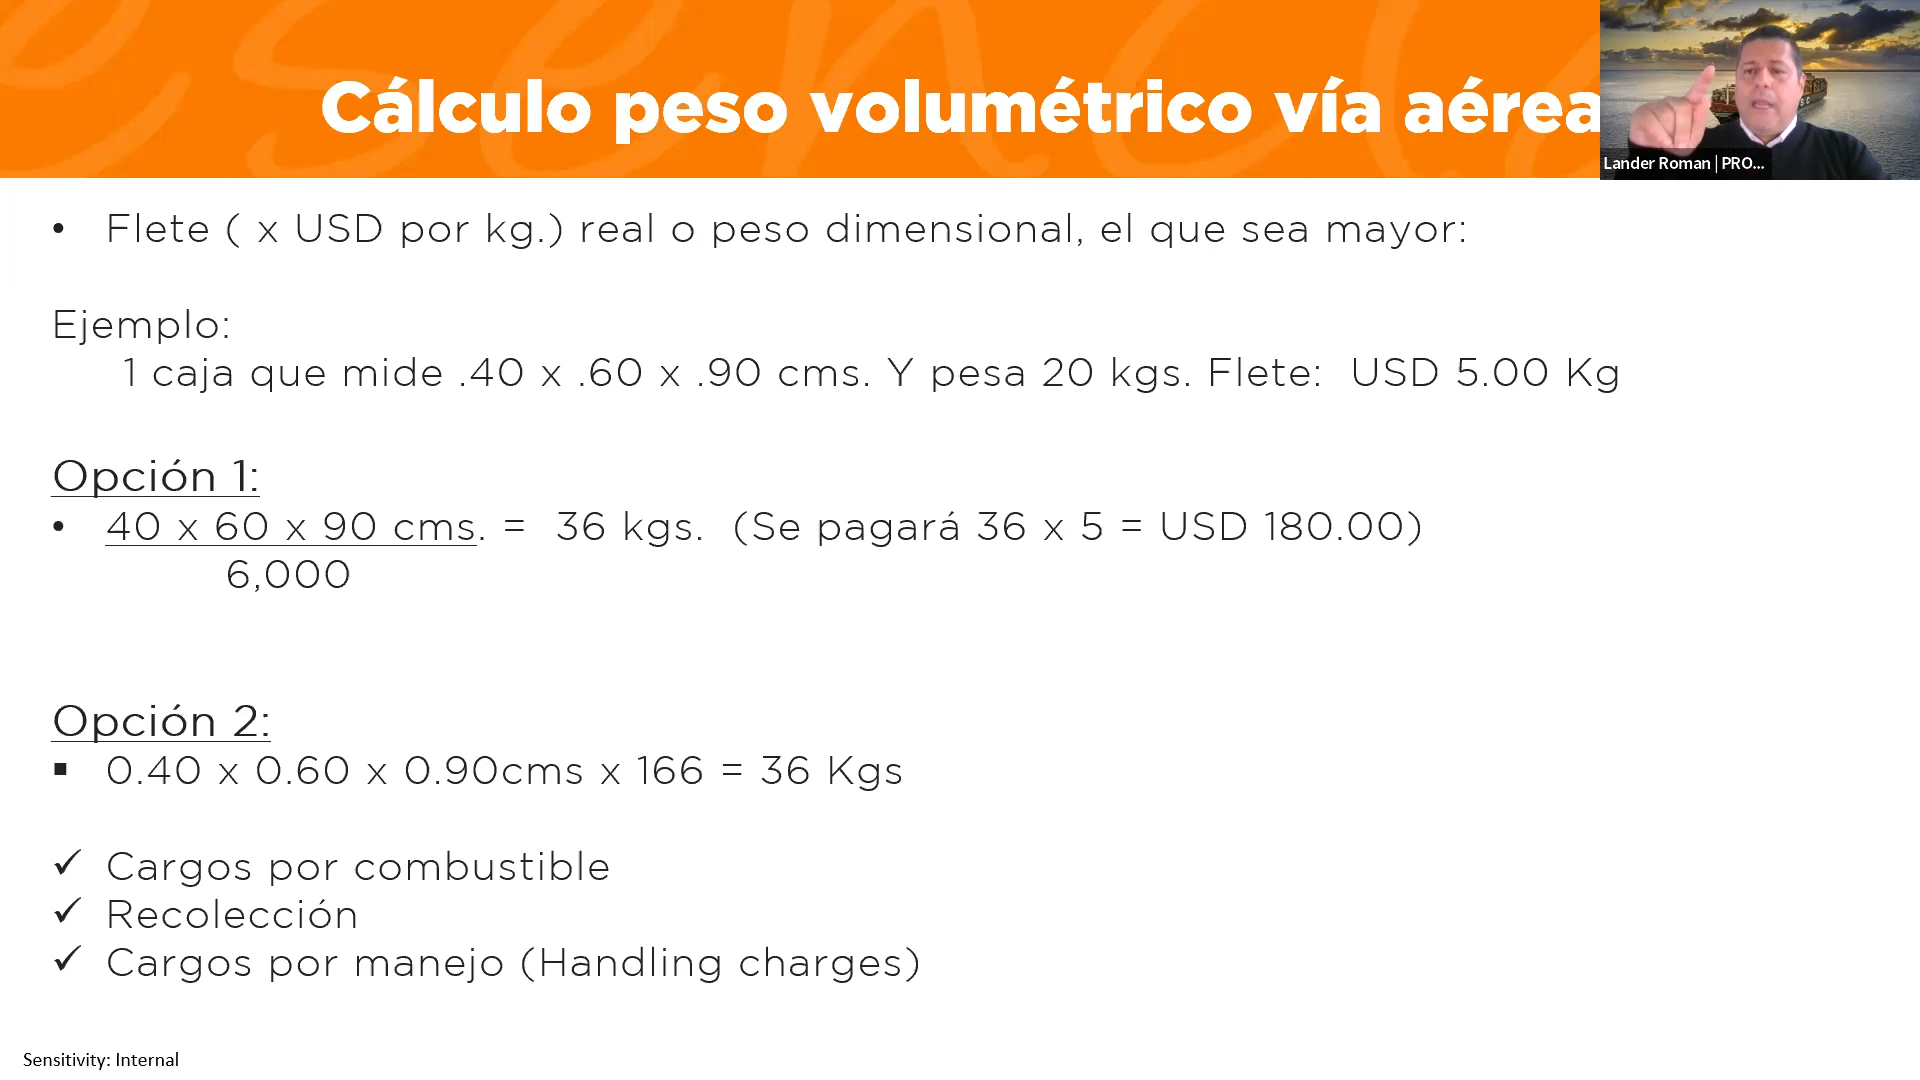 Cálculo peso volumétrico vía aérea
Lander Roman | PRO...
• Flete ( x USD por kg.) real o peso dimensional, el que sea mayor:
Ejemplo:
1 caja que mide .40 x .60 x .90 cms. Y pesa 20 kgs. Flete: USD 5.00 Kg
Opción 1:
• 40 x 60 x 90 cms. = 36 kgs. (Se pagará 36 x 5 = USD 180.00)
6,000
Opción 2:
▪ 0.40 x 0.60 x 0.90cms x 166 = 36 Kgs
✓ Cargos por combustible
✓ Recolección
✓ Cargos por manejo (Handling charges)
Sensitivity: Internal